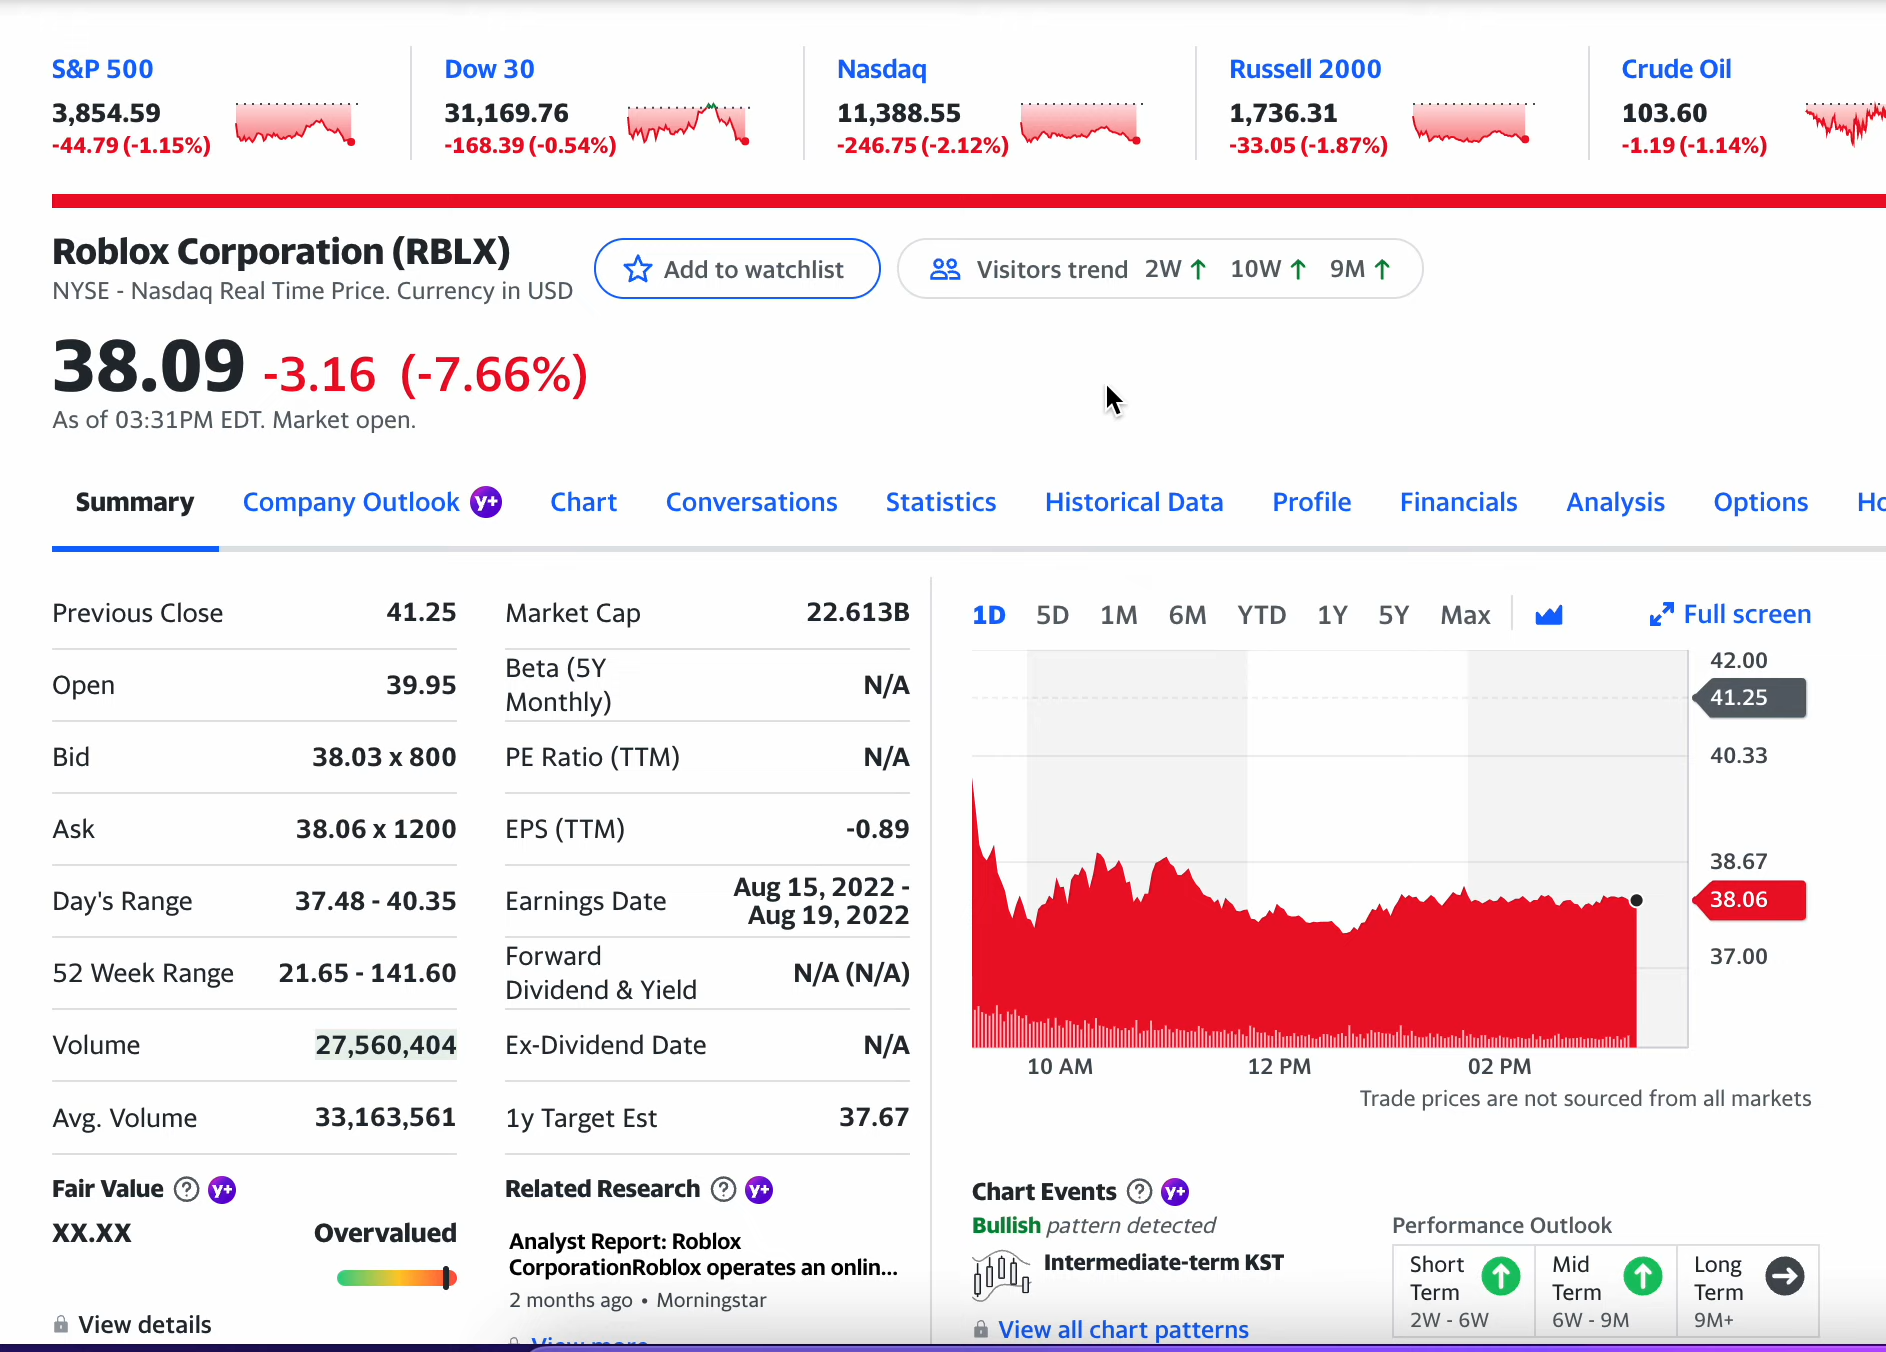 S&P 500
3,854.59
-44.79 (-1.15%)
Dow 30
31,169.76
-168.39 (-0.54%)
Nasdaq
11,388.55
-246.75 (-2.12%)
Russell 2000
1,736.31
-33.05 (-1.87%)
Crude Oil
103.60
-1.19 (-1.14%)
Roblox Corporation (RBLX)
NYSE - Nasdaq Real Time Price. Currency in USD
Add to watchlist
Visitors trend 2W ↑ 10W ↑ 9M ↑
38.09 -3.16 (-7.66%)
As of 03:31PM EDT. Market open.
Summary Company Outlook y+ Chart Conversations Statistics Historical Data Profile Financials Analysis Options
Previous Close 41.25
Open 39.95
Bid 38.03 x 800
Ask 38.06 x 1200
Day's Range 37.48 - 40.35
52 Week Range 21.65 - 141.60
Volume 27,560,404
Avg. Volume 33,163,561
Market Cap 22.613B
Beta (5Y
Monthly) N/A
PE Ratio (TTM) N/A
EPS (TTM) -0.89
Earnings Date Aug 15, 2022 -
Aug 19, 2022
Forward
Dividend & Yield N/A (N/A)
Ex-Dividend Date N/A
1y Target Est 37.67
1D 5D 1M 6M YTD 1Y 5Y Max Full screen
42.00
41.25
40.33
38.67
38.06
37.00
10 AM 12 PM 02 PM
Trade prices are not sourced from all markets
Fair Value ? y+
XX.XX Overvalued
View details
Related Research ? y+
Analyst Report: Roblox
CorporationRoblox operates an onlin...
2 months ago • Morningstar
View more
Chart Events ? y+
Bullish pattern detected
Intermediate-term KST
View all chart patterns
Performance Outlook
Short
Term
2W - 6W
Mid
Term
6W - 9M
Long
Term
9M+